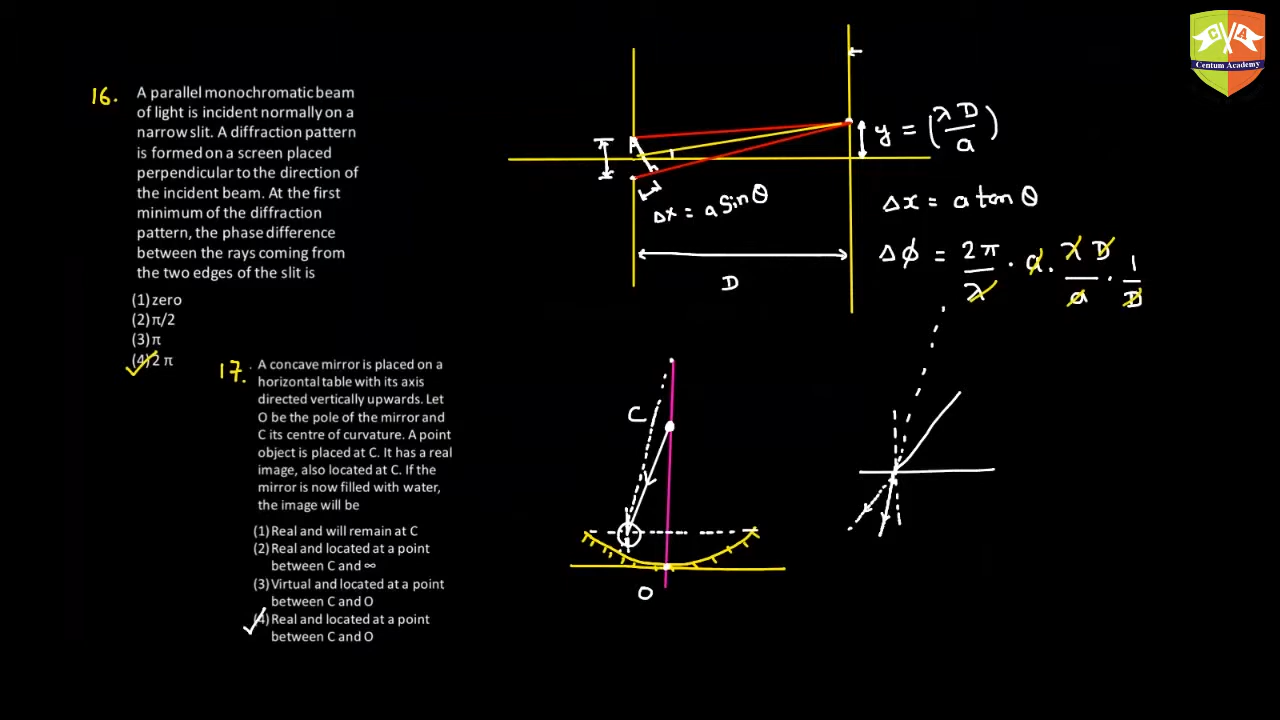 C A
Centum Academy
16. A parallel monochromatic beam
of light is incident normally on a
narrow slit. A diffraction pattern
is formed on a screen placed
perpendicular to the direction of
the incident beam. At the first
minimum of the diffraction
pattern, the phase difference
between the rays coming from
the two edges of the slit is
(1) zero
(2) π/2
(3) π
(4) 2 π
y = (λD/a)
Δx = a sinθ
Δx = a tan θ
Δϕ = 2π/λ · a · λD/a · 1/D
D
17. A concave mirror is placed on a
horizontal table with its axis
directed vertically upwards. Let
O be the pole of the mirror and
C its centre of curvature. A point
object is placed at C. It has a real
image, also located at C. If the
mirror is now filled with water,
the image will be
(1) Real and will remain at C
(2) Real and located at a point
between C and ∞
(3) Virtual and located at a point
between C and O
(4) Real and located at a point
between C and O
C
O